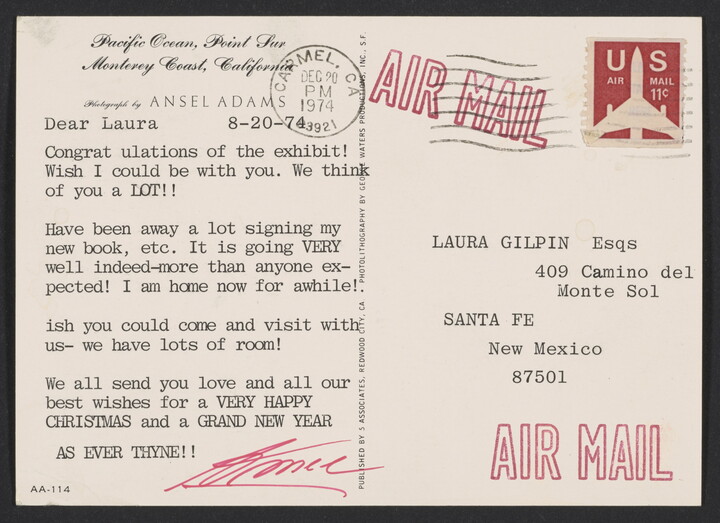 Pacific Ocean, Point Sur
Monterey Coast, California
Photograph by ANSEL ADAMS
Dear Laura 8-20-74
Congrat ulations of the exhibit!
Wish I could be with you. We think
of you a LOT!!
Have been away a lot signing my
new book, etc. It is going VERY
well indeed-more than anyone ex-
pected! I am home now for awhile!.
ish you could come and visit with
us- we have lots of room!
We all send you love and all our
best wishes for a VERY HAPPY
CHRISTMAS and a GRAND NEW YEAR
AS EVER THYNE!!
Ansel
AA-114
PUBLISHED BY 5 ASSOCIATES, REDWOOD CITY, CA • PHOTOLITHOGRAPHY BY GEORGE WATERS PRODUCTIONS, INC., S.F.
CARMEL, CA
DEC 20
PM
1974
93921
AIR MAIL
US
AIR MAIL
11¢
LAURA GILPIN Esqs
409 Camino del
Monte Sol
SANTA FE
New Mexico
87501
AIR MAIL